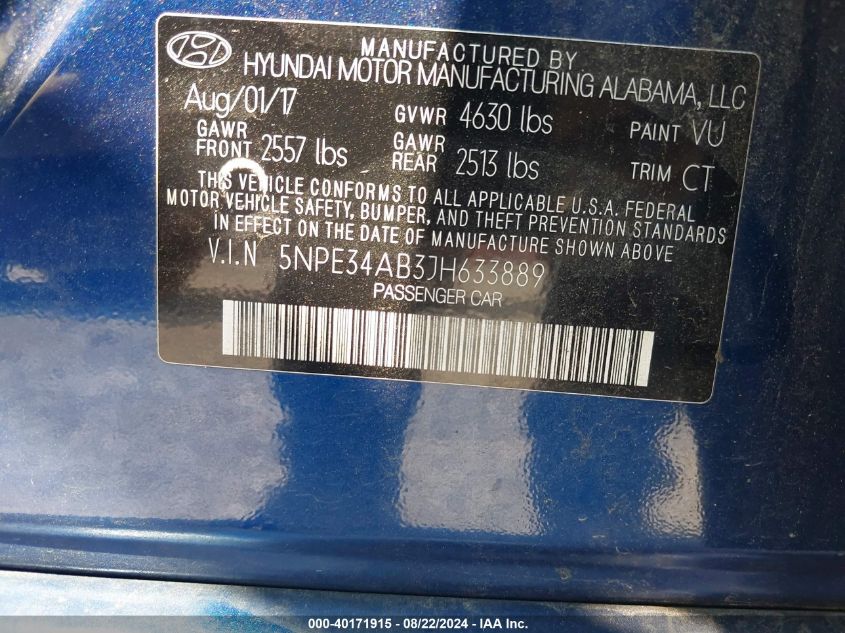 MANUFACTURED BY
HYUNDAI MOTOR MANUFACTURING ALABAMA, LLC
Aug/01/17 GVWR 4630 lbs PAINT VU
GAWR FRONT 2557 lbs GAWR REAR 2513 lbs TRIM CT
THIS VEHICLE CONFORMS TO ALL APPLICABLE U.S.A. FEDERAL
MOTOR VEHICLE SAFETY, BUMPER, AND THEFT PREVENTION STANDARDS
IN EFFECT ON THE DATE OF MANUFACTURE SHOWN ABOVE
V.I.N 5NPE34AB3JH633889
PASSENGER CAR
000-40171915 - 08/22/2024 - IAA Inc.